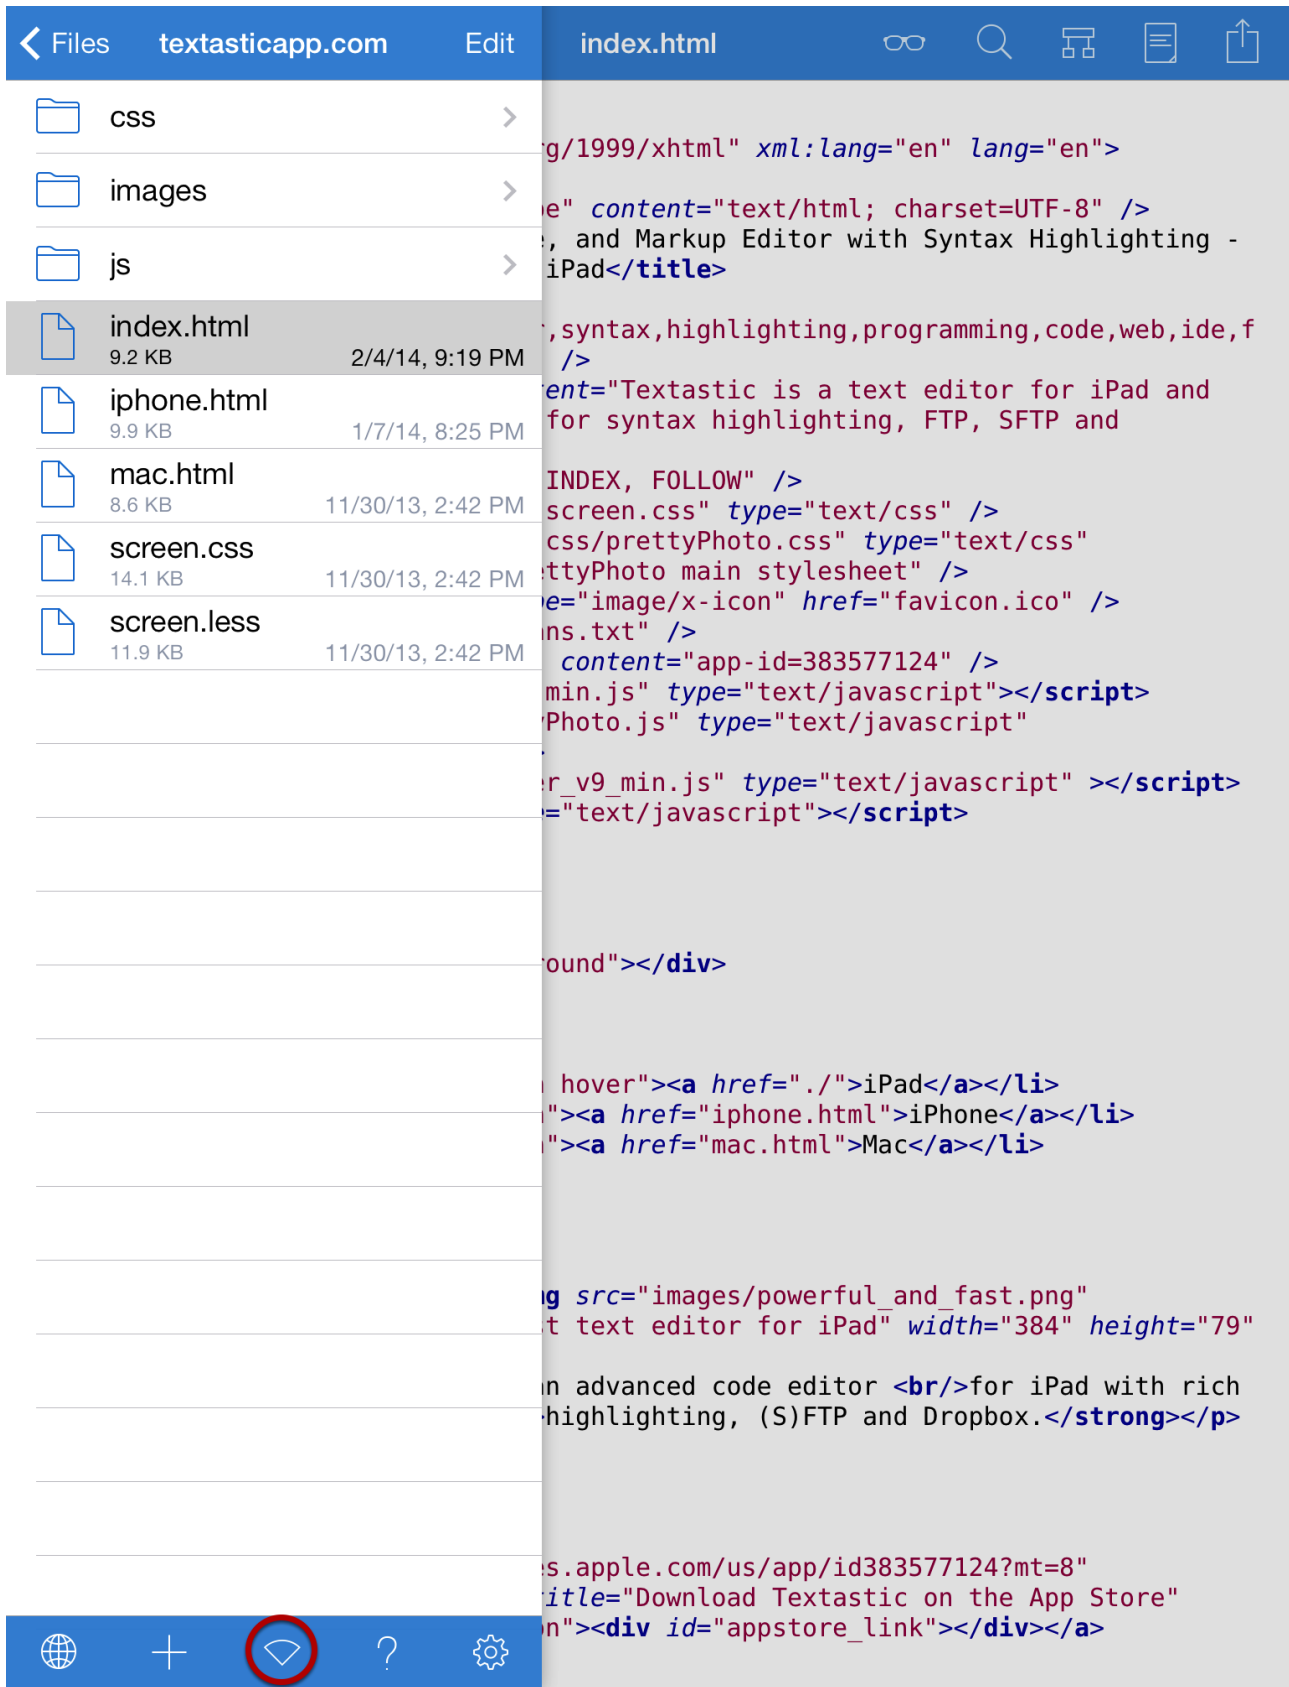 Files
textasticapp.com
Edit
index.html
css
images
js
index.html
9.2 KB
2/4/14, 9:19 PM
iphone.html
9.9 KB
1/7/14, 8:25 PM
mac.html
8.6 KB
11/30/13, 2:42 PM
screen.css
14.1 KB
11/30/13, 2:42 PM
screen.less
11.9 KB
11/30/13, 2:42 PM
g/1999/xhtml" xml:lang="en" lang="en">
e" content="text/html; charset=UTF-8" />
, and Markup Editor with Syntax Highlighting -
iPad</title>
,syntax,highlighting,programming,code,web,ide,f
/>
ent="Textastic is a text editor for iPad and
for syntax highlighting, FTP, SFTP and
INDEX, FOLLOW" />
screen.css" type="text/css" />
css/prettyPhoto.css" type="text/css"
ttyPhoto main stylesheet" />
e="image/x-icon" href="favicon.ico" />
ns.txt" />
content="app-id=383577124" />
min.js" type="text/javascript"></script>
yPhoto.js" type="text/javascript"
>
er_v9_min.js" type="text/javascript" ></script>
="text/javascript"></script>
ound"></div>
hover"><a href="./">iPad</a></li>
"><a href="iphone.html">iPhone</a></li>
"><a href="mac.html">Mac</a></li>
g src="images/powerful_and_fast.png"
t text editor for iPad" width="384" height="79"
n advanced code editor <br/>for iPad with rich
>highlighting, (S)FTP and Dropbox.</strong></p>
es.apple.com/us/app/id383577124?mt=8"
itle="Download Textastic on the App Store"
n"><div id="appstore_link"></div></a>